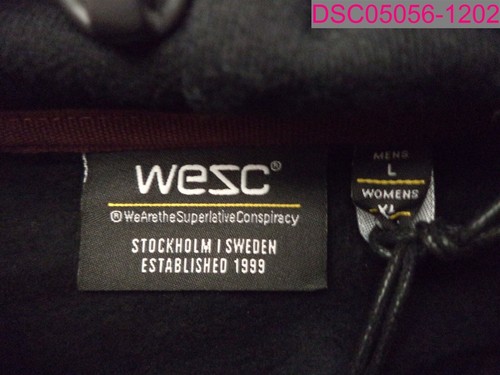 DSC05056-1202
wesc®
®WeAretheSuperlativeConspiracy
STOCKHOLM | SWEDEN
ESTABLISHED 1999
MENS
L
WOMENS
XL